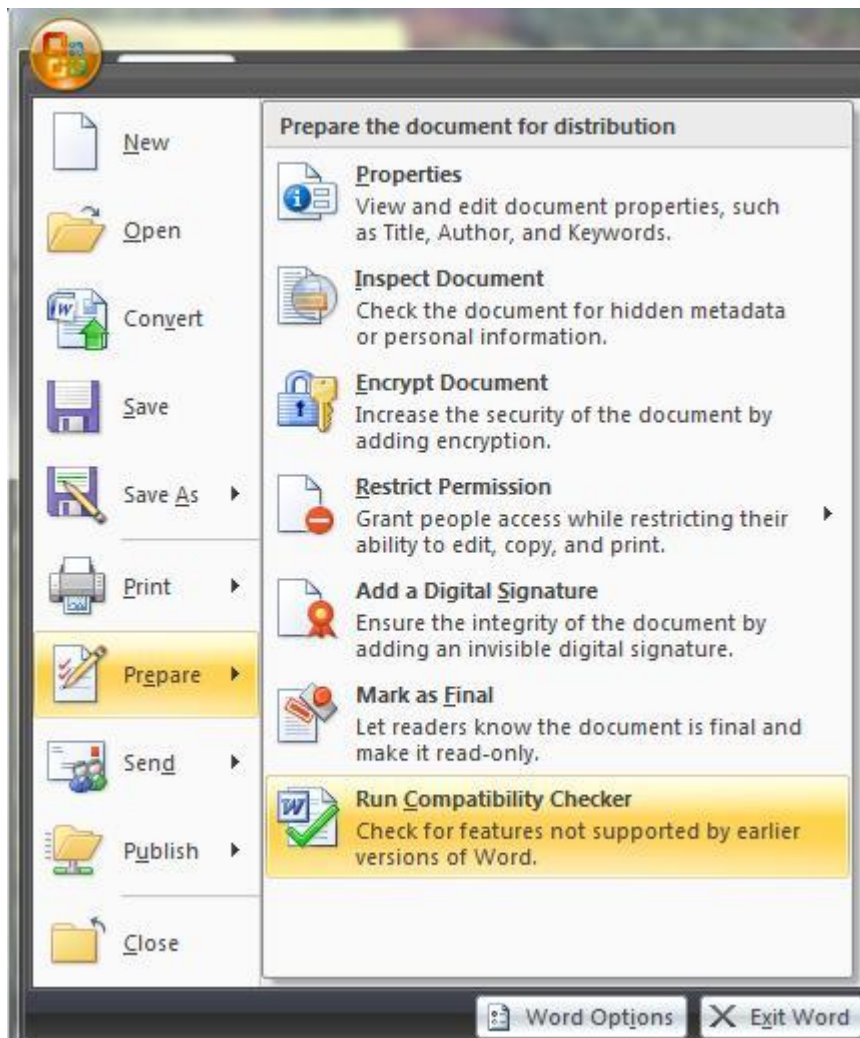 New
Open
Convert
Save
Save As
Print
Prepare
Send
Publish
Close
Prepare the document for distribution
Properties
View and edit document properties, such
as Title, Author, and Keywords.
Inspect Document
Check the document for hidden metadata
or personal information.
Encrypt Document
Increase the security of the document by
adding encryption.
Restrict Permission
Grant people access while restricting their
ability to edit, copy, and print.
Add a Digital Signature
Ensure the integrity of the document by
adding an invisible digital signature.
Mark as Final
Let readers know the document is final and
make it read-only.
Run Compatibility Checker
Check for features not supported by earlier
versions of Word.
Word Options
Exit Word